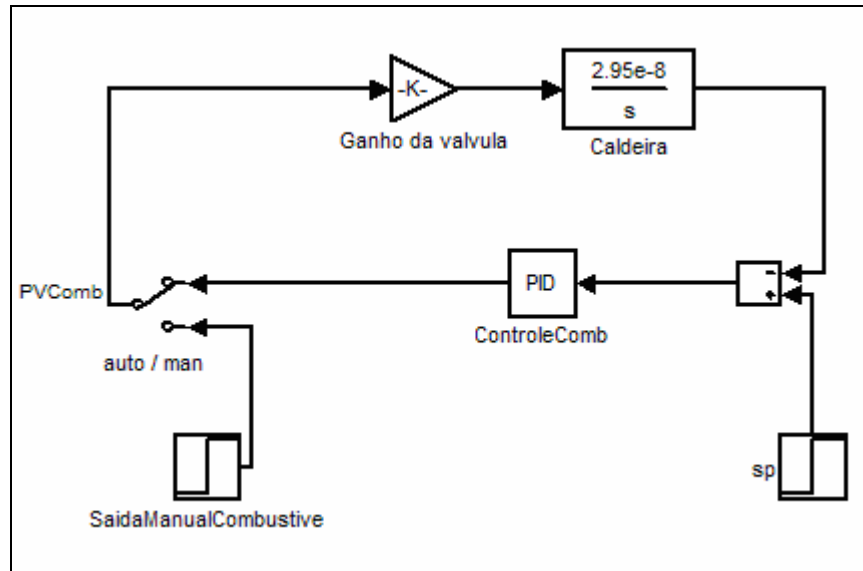 2.95e-8
s
-K-
Ganho da valvula
Caldeira
PVComb
PID
-
+
ControleComb
auto / man
sp
SaidaManualCombustive